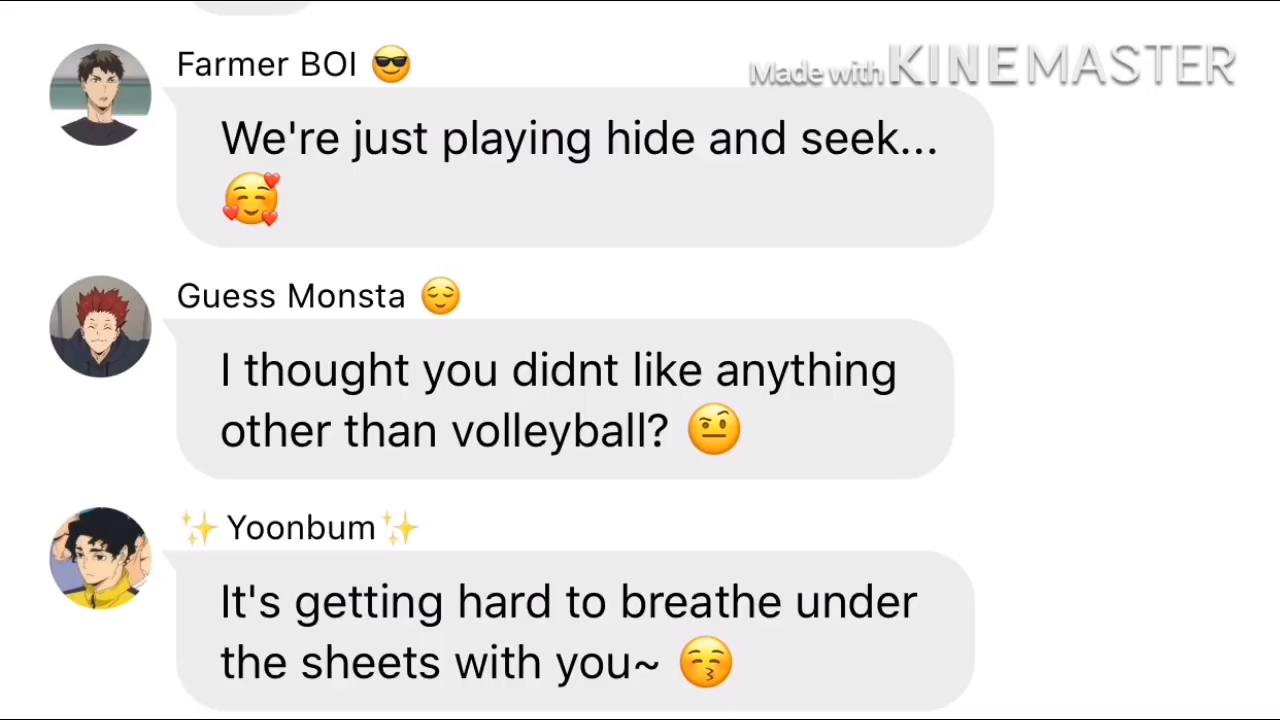 Farmer BOI 😎
Made with KINEMASTER
We're just playing hide and seek...
🥰
Guess Monsta 😌
I thought you didnt like anything
other than volleyball? 🤨
✨Yoonbum✨
It's getting hard to breathe under
the sheets with you~ 😚